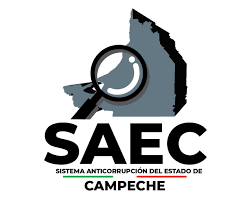 SAEC
SISTEMA ANTICORRUPCIÓN DEL ESTADO DE
CAMPECHE